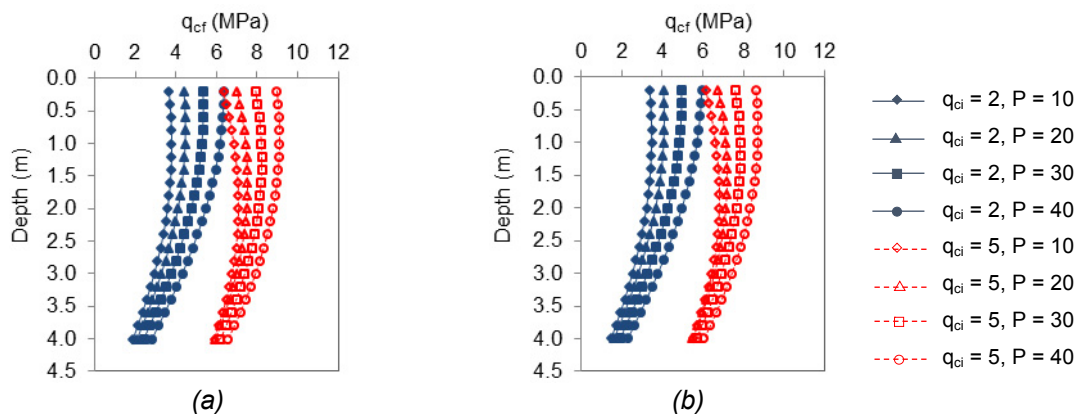 q_cf (MPa)
0 2 4 6 8 10 12
0.0
0.5
1.0
1.5
2.0
2.5
3.0
3.5
4.0
4.5
Depth (m)
(a)
q_cf (MPa)
0 2 4 6 8 10 12
0.0
0.5
1.0
1.5
2.0
2.5
3.0
3.5
4.0
4.5
Depth (m)
(b)
q_ci = 2, P = 10
q_ci = 2, P = 20
q_ci = 2, P = 30
q_ci = 2, P = 40
q_ci = 5, P = 10
q_ci = 5, P = 20
q_ci = 5, P = 30
q_ci = 5, P = 40